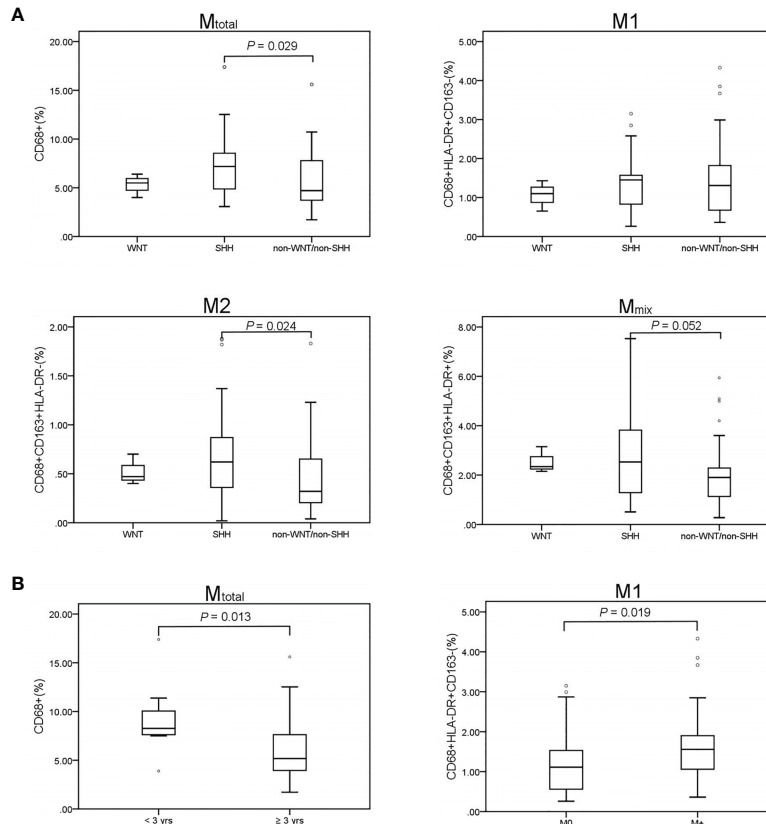 A
Mtotal
CD68+(%)
20.00
15.00
10.00
5.00
.00
P = 0.029
WNT SHH non-WNT/non-SHH
M1
CD68+HLA-DR+CD163-(%)
5.00
4.00
3.00
2.00
1.00
.00
WNT SHH non-WNT/non-SHH
M2
CD68+CD163+HLA-DR-(%)
2.00
1.50
1.00
.50
.00
P = 0.024
WNT SHH non-WNT/non-SHH
Mmix
CD68+CD163+HLA-DR+(%)
8.00
6.00
4.00
2.00
.00
P = 0.052
WNT SHH non-WNT/non-SHH
B
Mtotal
CD68+(%)
20.00
15.00
10.00
5.00
.00
P = 0.013
< 3 yrs ≥ 3 yrs
M1
CD68+HLA-DR+CD163-(%)
5.00
4.00
3.00
2.00
1.00
.00
P = 0.019
M0 M+